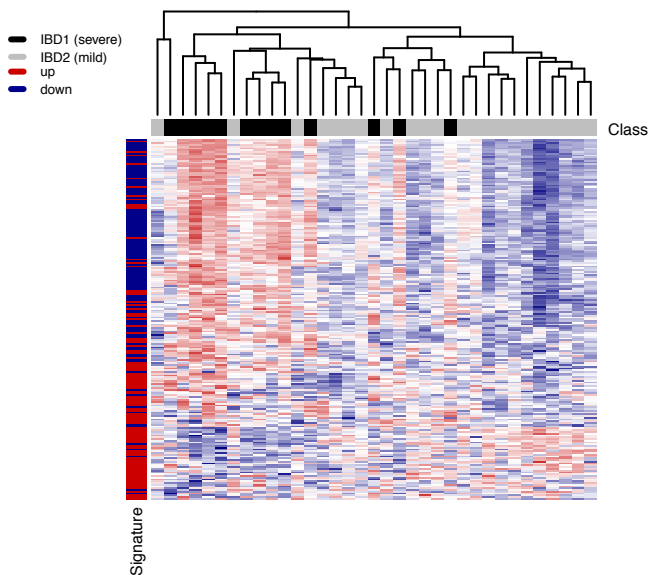 IBD1 (severe)
IBD2 (mild)
up
down
Class
Signature